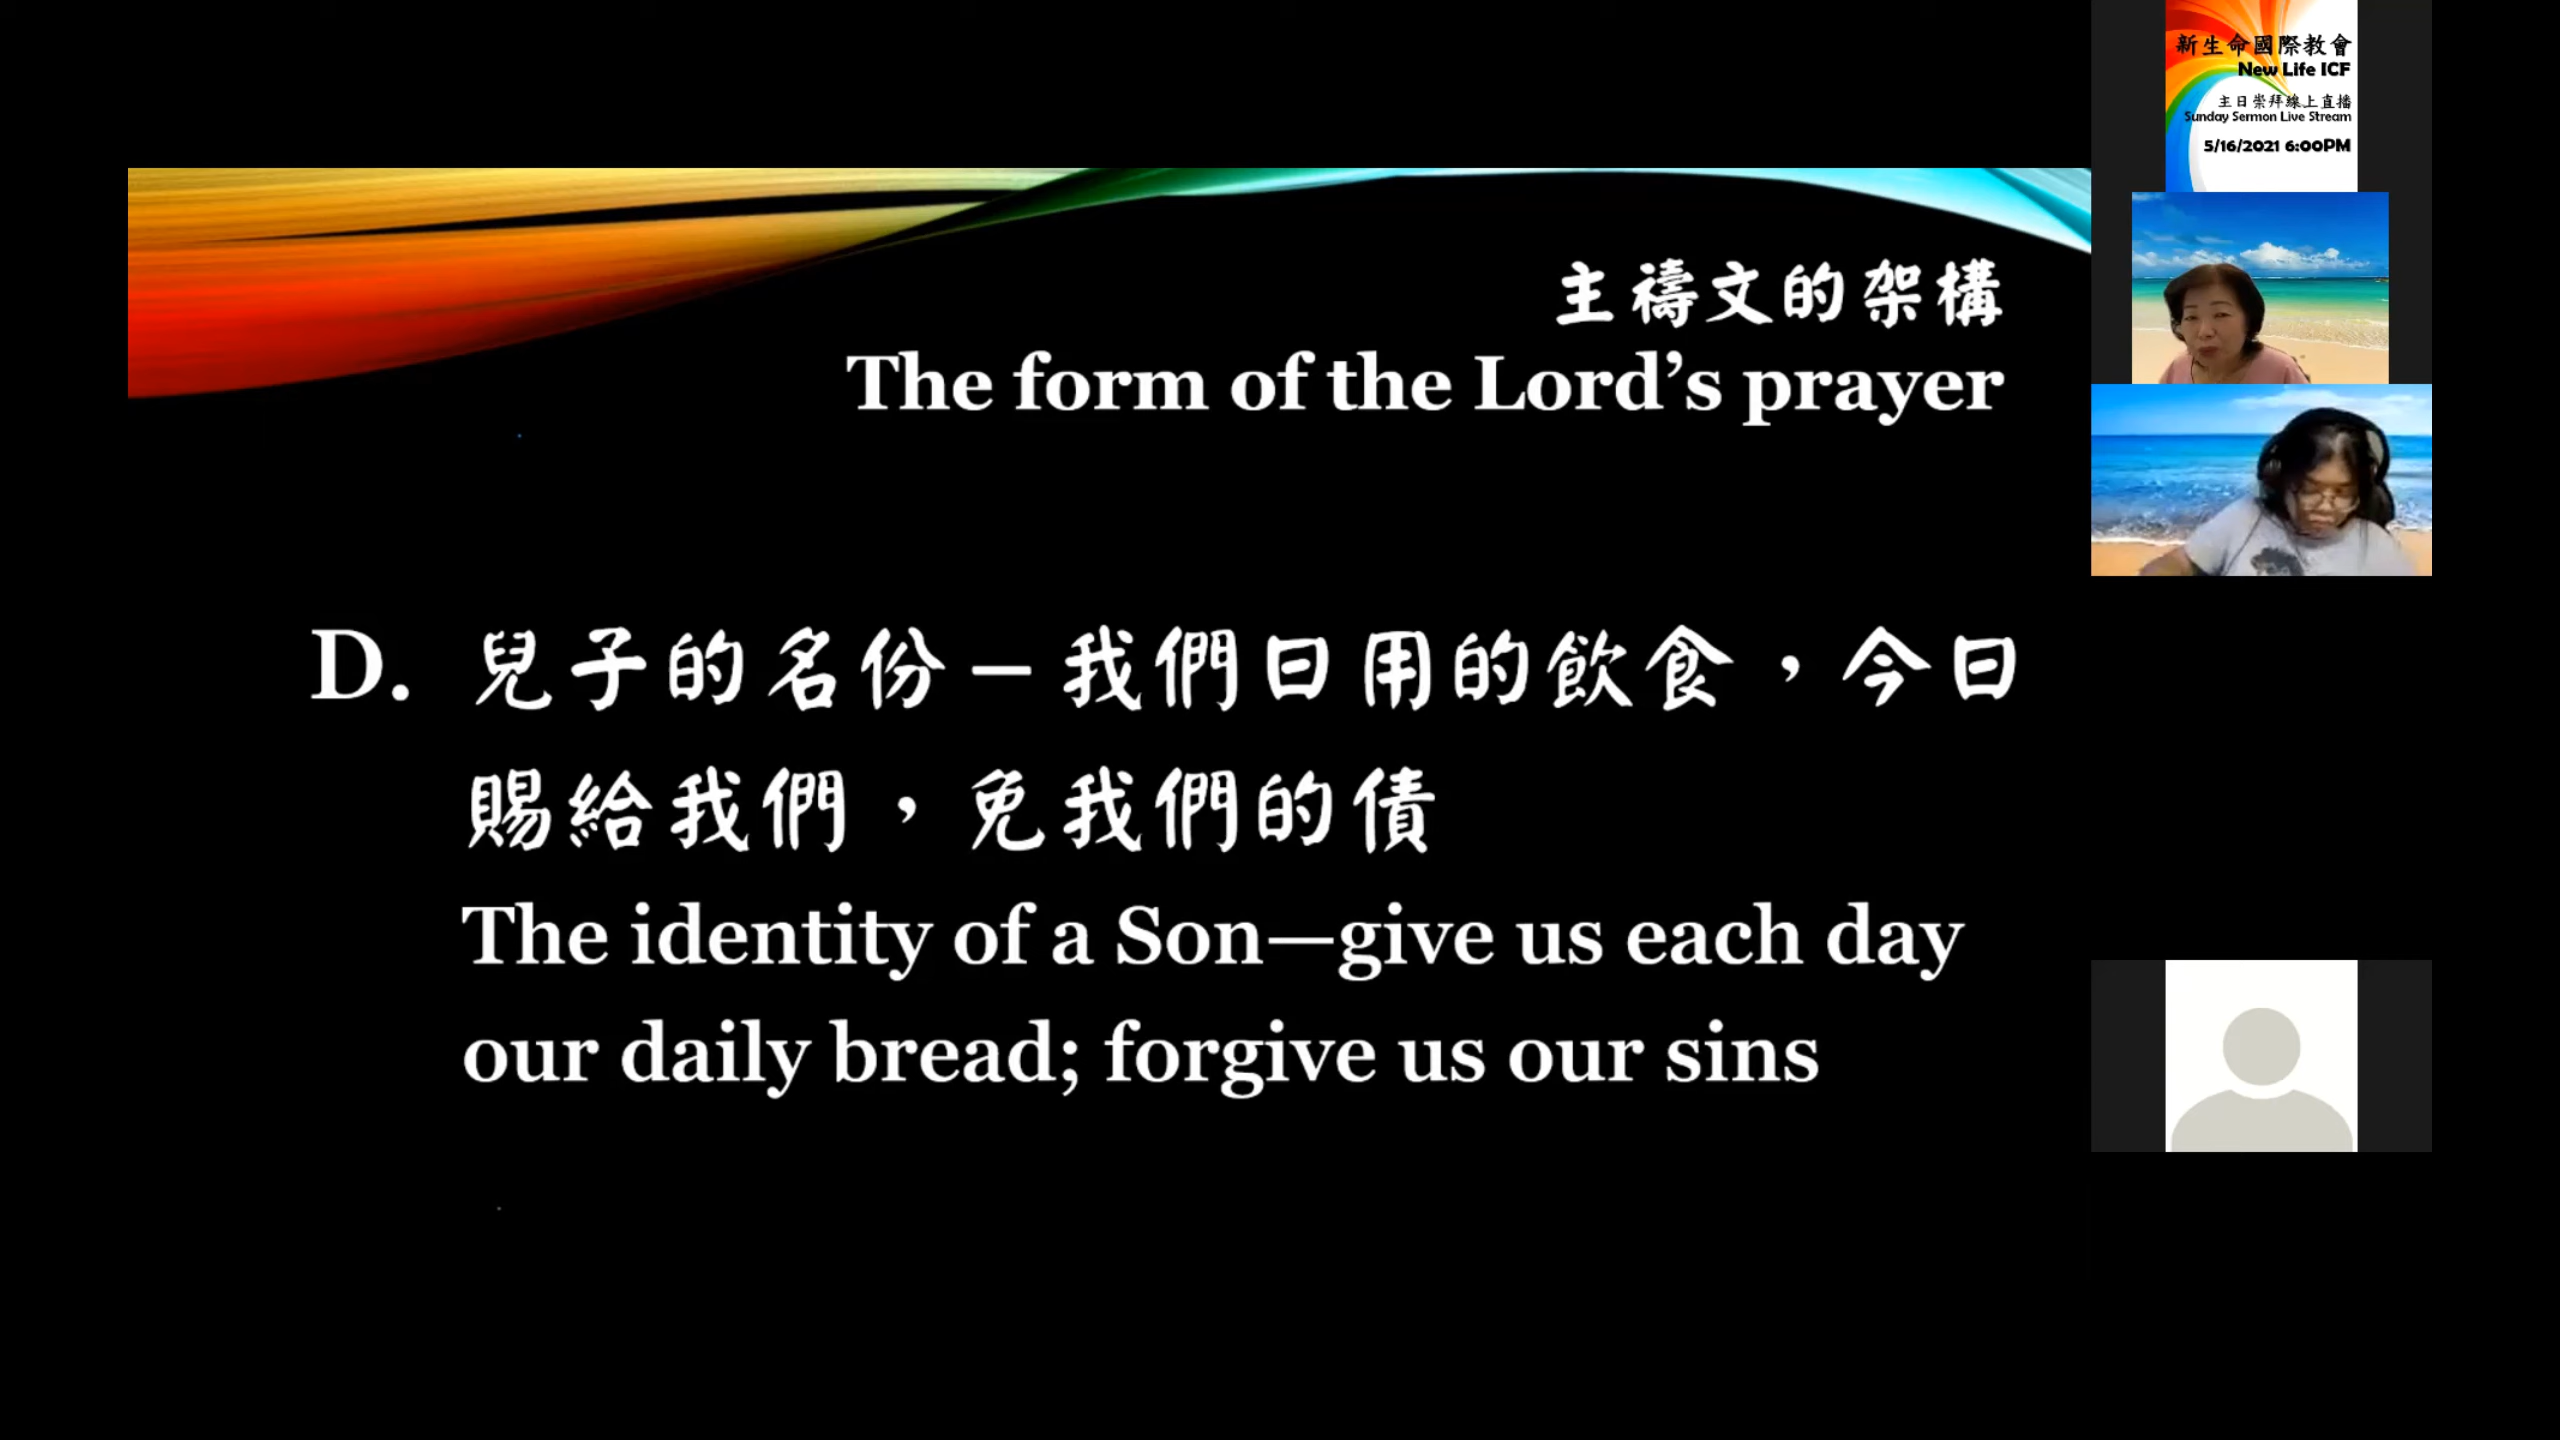 新生命國際教會
New Life ICF
主日崇拜線上直播
Sunday Sermon Live Stream
5/16/2021 6:00PM
主禱文的架構
The form of the Lord’s prayer
D. 兒子的名份 – 我們日用的飲食，今日
賜給我們，免我們的債
The identity of a Son—give us each day
our daily bread; forgive us our sins